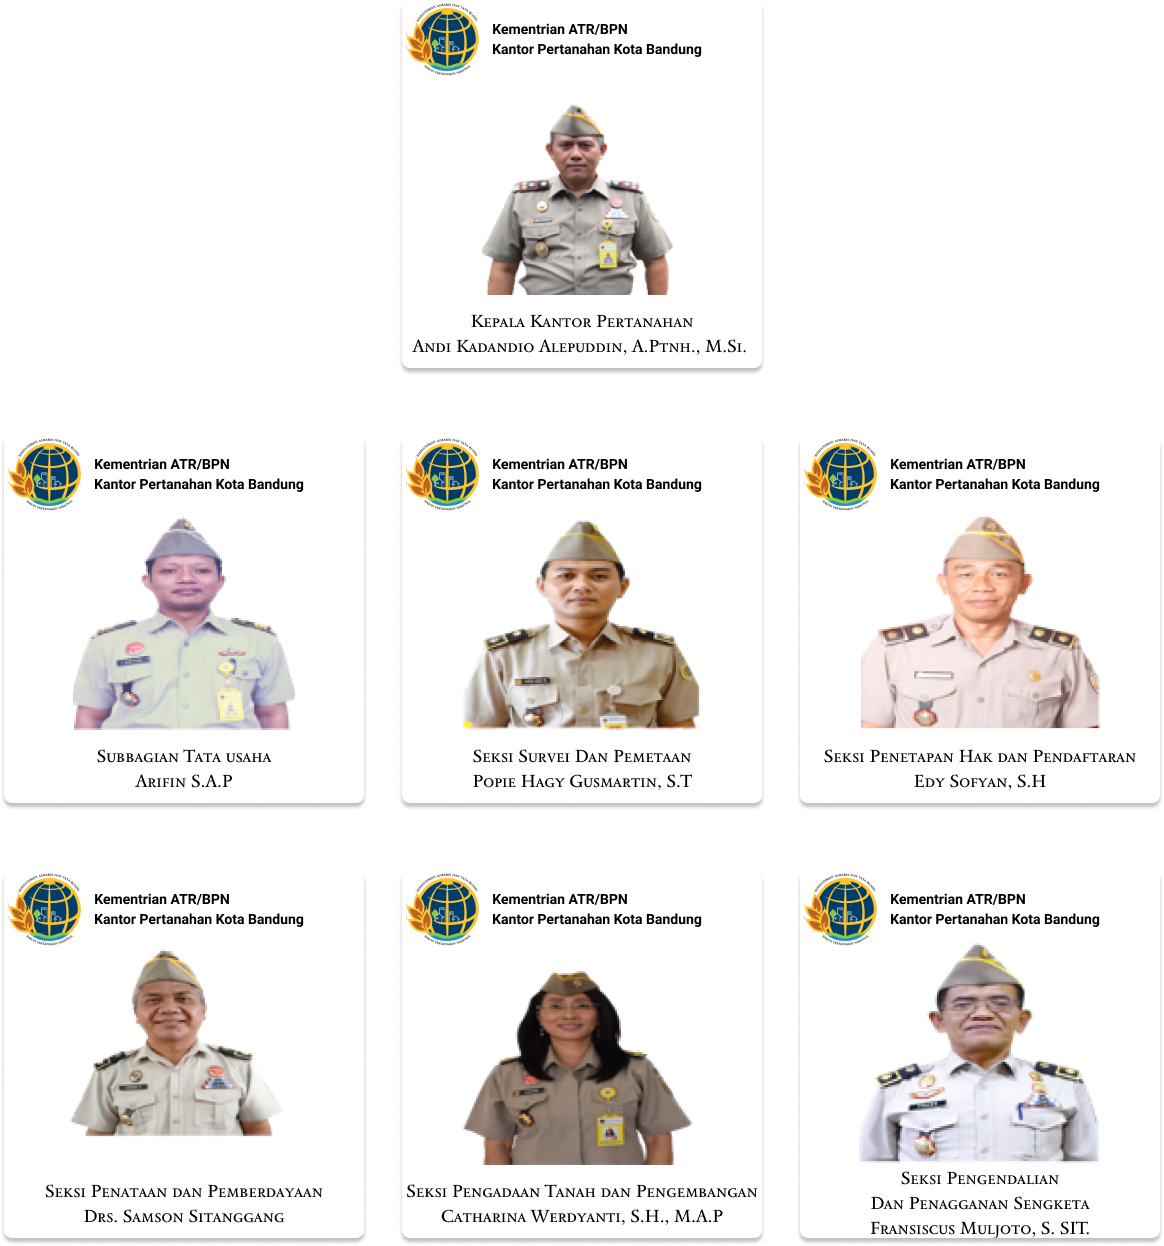 Kementrian ATR/BPN
Kantor Pertanahan Kota Bandung
Kepala Kantor Pertanahan
Andi Kadandio Alepuddin, A.Ptnh., M.Si.
Kementrian ATR/BPN
Kantor Pertanahan Kota Bandung
Subbagian Tata usaha
Arifin S.A.P
Kementrian ATR/BPN
Kantor Pertanahan Kota Bandung
Seksi Survei Dan Pemetaan
Popie Hagy Gusmartin, S.T
Kementrian ATR/BPN
Kantor Pertanahan Kota Bandung
Seksi Penetapan Hak dan Pendaftaran
Edy Sofyan, S.H
Kementrian ATR/BPN
Kantor Pertanahan Kota Bandung
Seksi Penataan dan Pemberdayaan
Drs. Samson Sitanggang
Kementrian ATR/BPN
Kantor Pertanahan Kota Bandung
Seksi Pengadaan Tanah dan Pengembangan
Catharina Werdyanti, S.H., M.A.P
Kementrian ATR/BPN
Kantor Pertanahan Kota Bandung
Seksi Pengendalian
Dan Penagganan Sengketa
Fransiscus Muljoto, S. SIT.